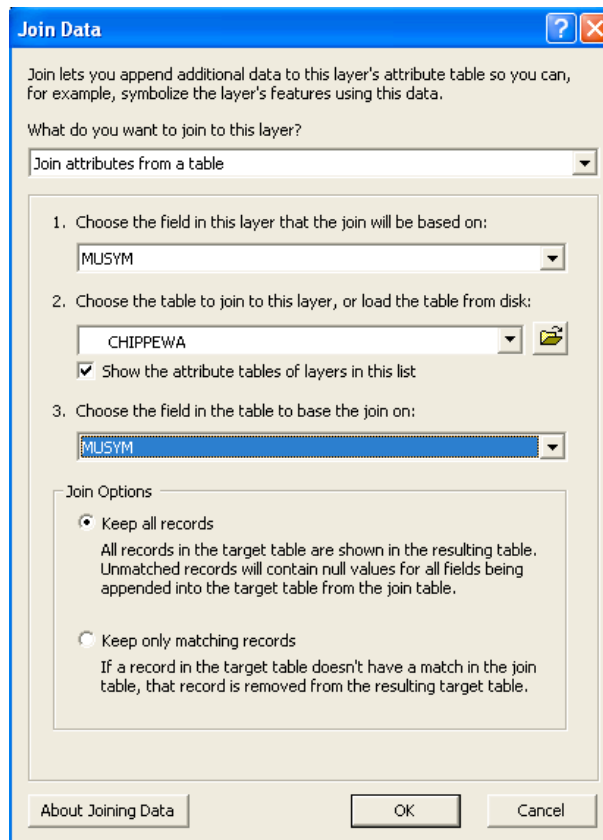 Join Data
Join lets you append additional data to this layer's attribute table so you can,
for example, symbolize the layer's features using this data.
What do you want to join to this layer?
Join attributes from a table
1. Choose the field in this layer that the join will be based on:
MUSYM
2. Choose the table to join to this layer, or load the table from disk:
CHIPPEWA
Show the attribute tables of layers in this list
3. Choose the field in the table to base the join on:
MUSYM
Join Options
Keep all records
All records in the target table are shown in the resulting table.
Unmatched records will contain null values for all fields being
appended into the target table from the join table.
Keep only matching records
If a record in the target table doesn't have a match in the join
table, that record is removed from the resulting target table.
About Joining Data OK Cancel